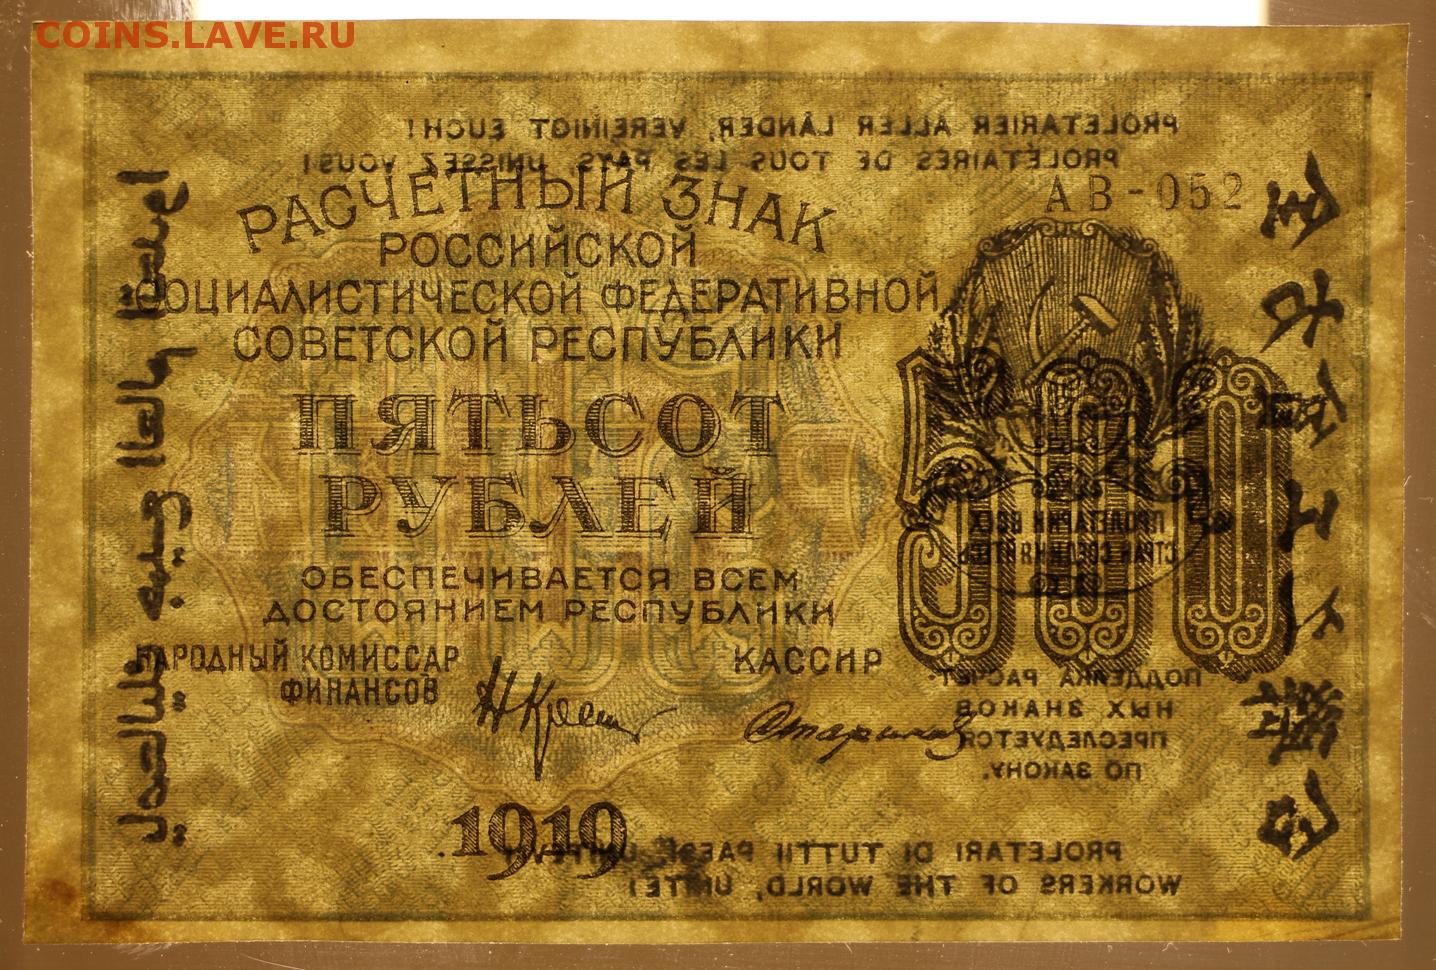 COINS.LAVE.RU
PROLETARIER ALLER LÄNDER, VEREINIGT EUCH!
PROLÉTAIRES DE TOUS LES PAYS, UNISSEZ VOUS!
РАСЧЕТНЫЙ ЗНАК
АВ-052
РОССИЙСКОЙ
СОЦИАЛИСТИЧЕСКОЙ ФЕДЕРАТИВНОЙ
СОВЕТСКОЙ РЕСПУБЛИКИ
ПЯТЬСОТ
РУБЛЕЙ
500
ПРОЛЕТАРИИ ВСЕХ
СТРАН СОЕДИНЯЙТЕСЬ
ОБЕСПЕЧИВАЕТСЯ ВСЕМ
ДОСТОЯНИЕМ РЕСПУБЛИКИ
НАРОДНЫЙ КОМИССАР
ФИНАНСОВ
КАССИР
ПОДДЕЛКА РАСЧЕТ-
НЫХ ЗНАКОВ
ПРЕСЛЕДУЕТСЯ
ПО ЗАКОНУ.
1919
PROLETARI DI TUTTI I PAESI, UNITEVI!
WORKERS OF THE WORLD, UNITE!